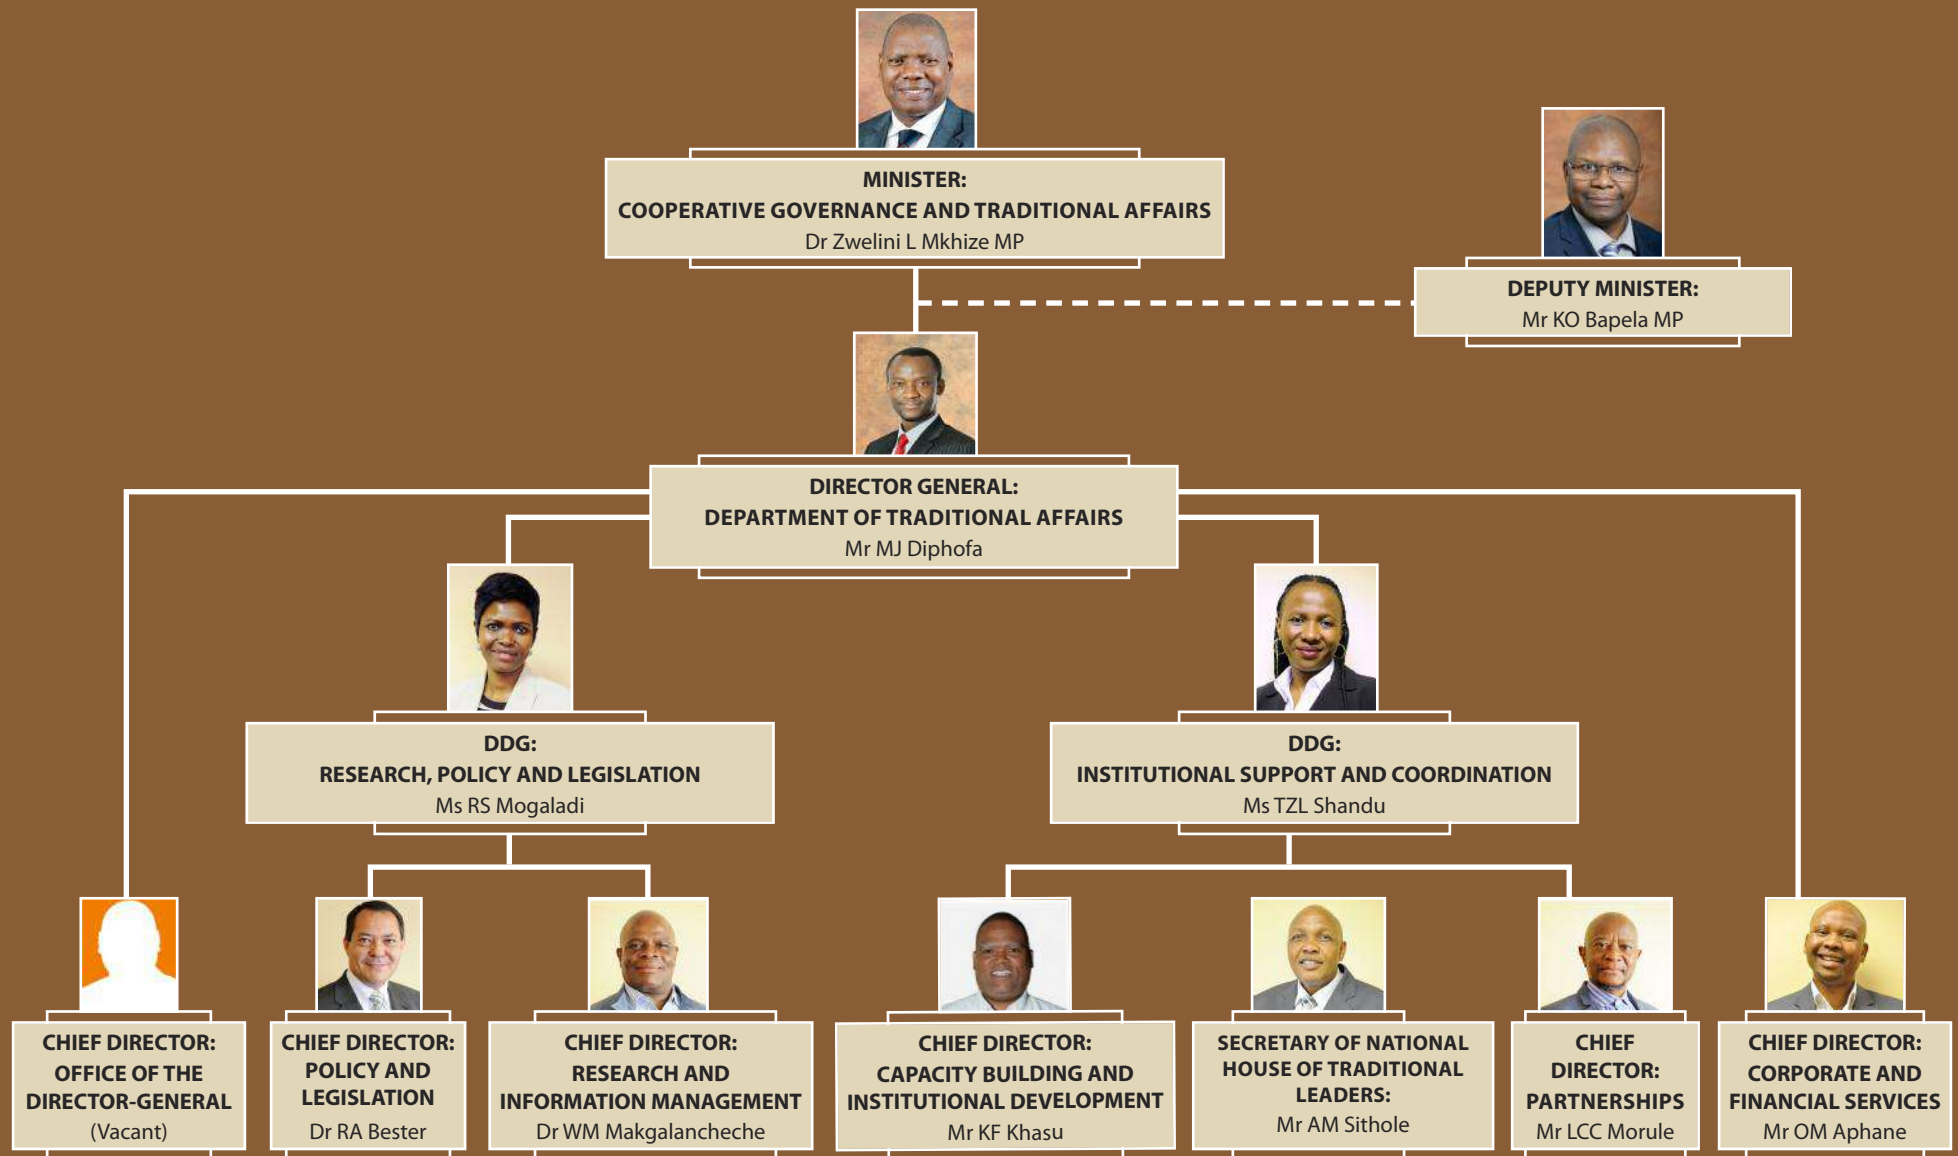 MINISTER:
COOPERATIVE GOVERNANCE AND TRADITIONAL AFFAIRS
Dr Zwelini L Mkhize MP
DEPUTY MINISTER:
Mr KO Bapela MP
DIRECTOR GENERAL:
DEPARTMENT OF TRADITIONAL AFFAIRS
Mr MJ Diphofa
DDG:
RESEARCH, POLICY AND LEGISLATION
Ms RS Mogaladi
DDG:
INSTITUTIONAL SUPPORT AND COORDINATION
Ms TZL Shandu
CHIEF DIRECTOR:
OFFICE OF THE
DIRECTOR-GENERAL
(Vacant)
CHIEF DIRECTOR:
POLICY AND
LEGISLATION
Dr RA Bester
CHIEF DIRECTOR:
RESEARCH AND
INFORMATION MANAGEMENT
Dr WM Makgalancheche
CHIEF DIRECTOR:
CAPACITY BUILDING AND
INSTITUTIONAL DEVELOPMENT
Mr KF Khasu
SECRETARY OF NATIONAL
HOUSE OF TRADITIONAL
LEADERS:
Mr AM Sithole
CHIEF
DIRECTOR:
PARTNERSHIPS
Mr LCC Morule
CHIEF DIRECTOR:
CORPORATE AND
FINANCIAL SERVICES
Mr OM Aphane